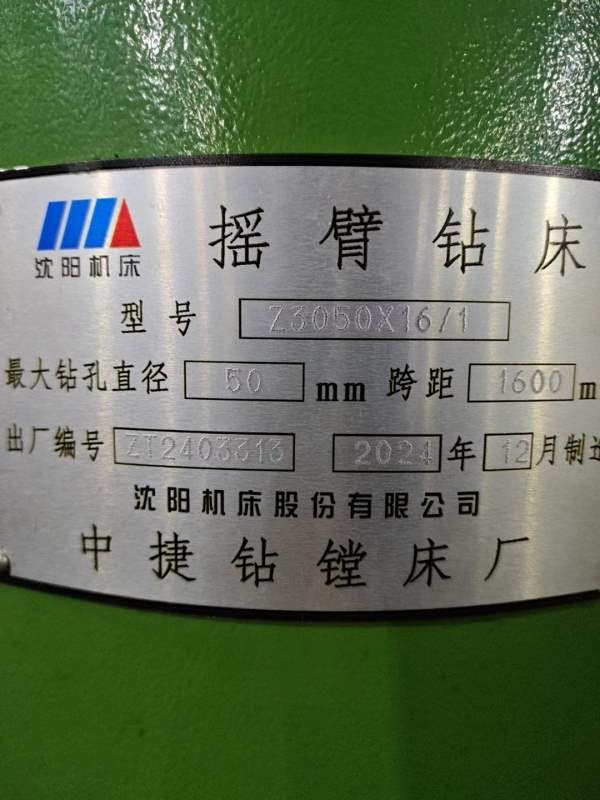 摇臂钻床
沈阳机床
型号 Z3050X16/1
最大钻孔直径 50 mm 跨距 1600 m
出厂编号 ZT2403313 2024 年 12 月制造
沈阳机床股份有限公司
中捷钻镗床厂